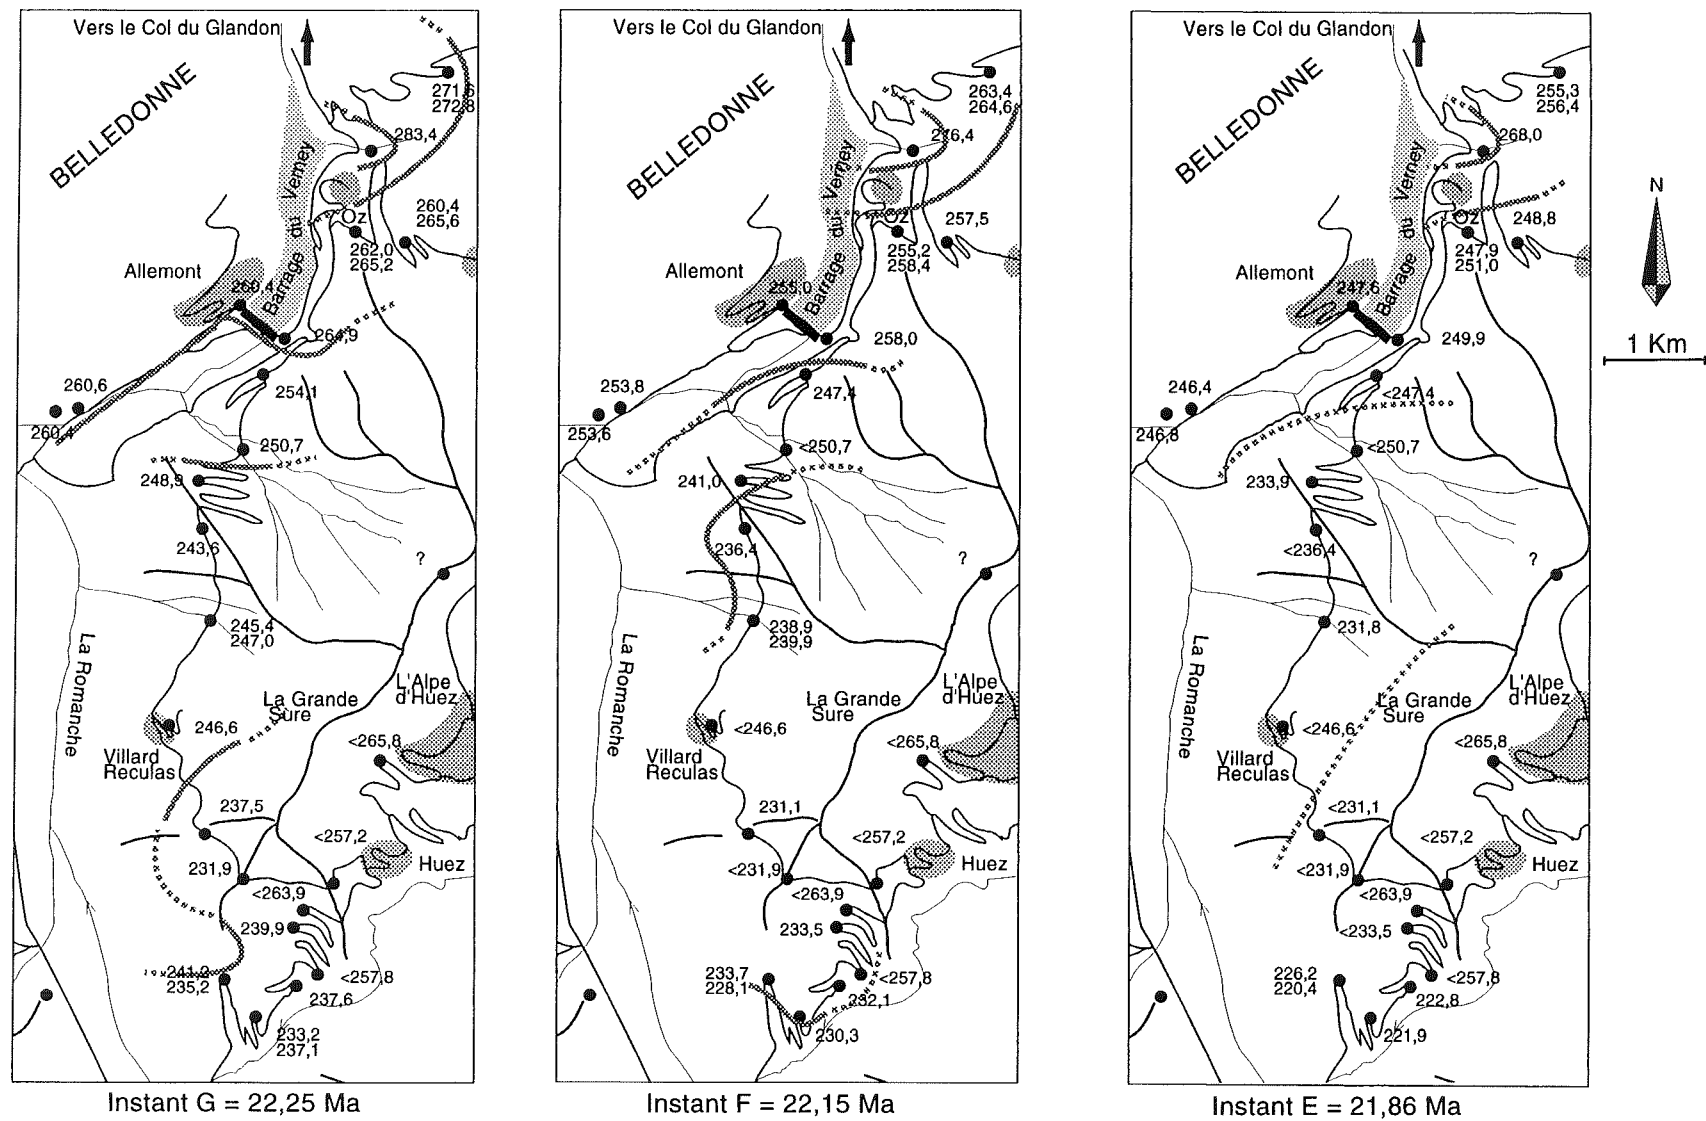 Vers le Col du Glandon
BELLEDONNE
271,6
272,8
283,4
Barrage du Verney
Oz
260,4
265,6
262,0
265,2
Allemont
260,4
264,9
260,6
254,1
260,4
250,7
248,9
243,6
?
245,4
247,0
La Romanche
L'Alpe
d'Huez
La Grande
Sure
246,6
<265,8
Villard
Reculas
237,5
<257,2
231,9
Huez
<263,9
239,9
241,2
235,2
<257,8
237,6
233,2
237,1
Instant G = 22,25 Ma
Vers le Col du Glandon
BELLEDONNE
263,4
264,6
276,4
Barrage du Verney
Oz
257,5
255,2
258,4
Allemont
255,0
258,0
253,8
247,4
253,6
<250,7
241,0
236,4
?
238,9
239,9
La Romanche
L'Alpe
d'Huez
La Grande
Sure
<246,6
<265,8
Villard
Reculas
231,1
<257,2
<231,9
Huez
<263,9
233,5
233,7
228,1
<257,8
232,1
230,3
Instant F = 22,15 Ma
Vers le Col du Glandon
BELLEDONNE
255,3
256,4
268,0
Barrage du Verney
Oz
248,8
247,9
251,0
Allemont
247,6
249,9
246,4
<247,4
246,8
<250,7
233,9
<236,4
?
231,8
La Romanche
L'Alpe
d'Huez
La Grande
Sure
<246,6
<265,8
Villard
Reculas
<231,1
<257,2
<231,9
Huez
<263,9
<233,5
226,2
220,4
<257,8
222,8
221,9
Instant E = 21,86 Ma
N
1 Km